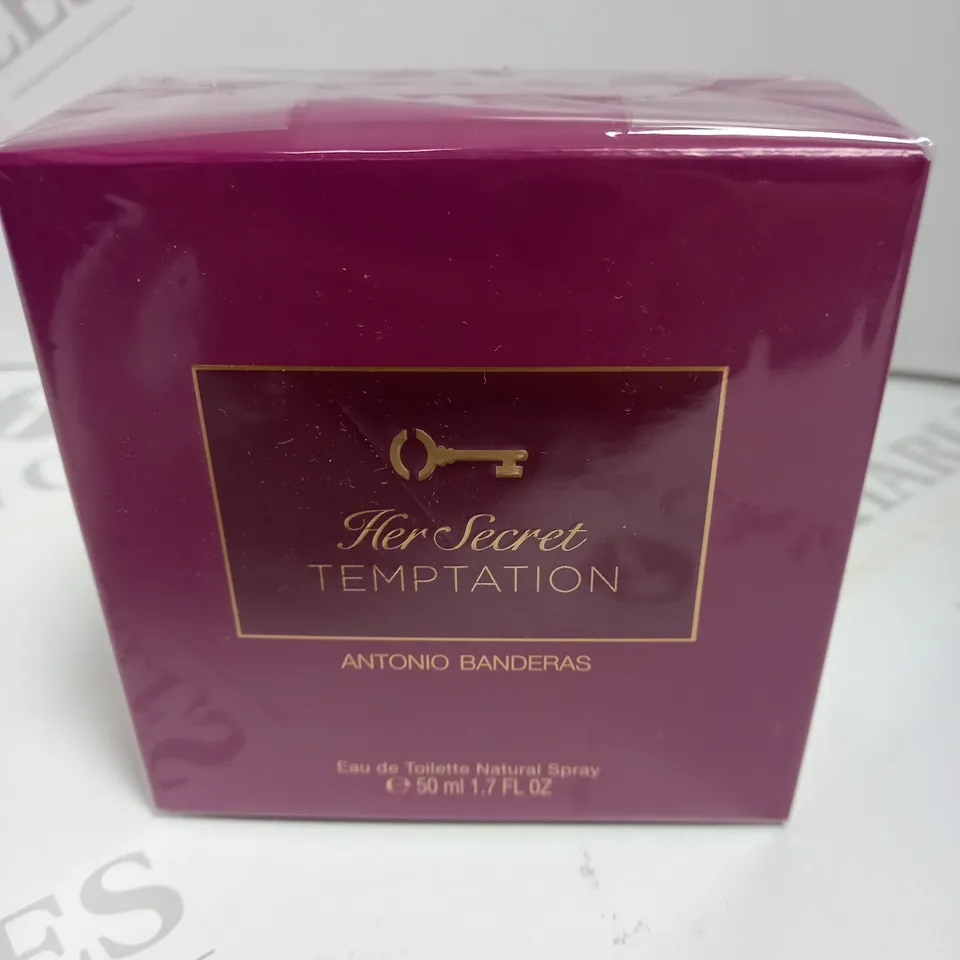 Her Secret
TEMPTATION
ANTONIO BANDERAS
Eau de Toilette Natural Spray
℮ 50 ml 1.7 FL OZ